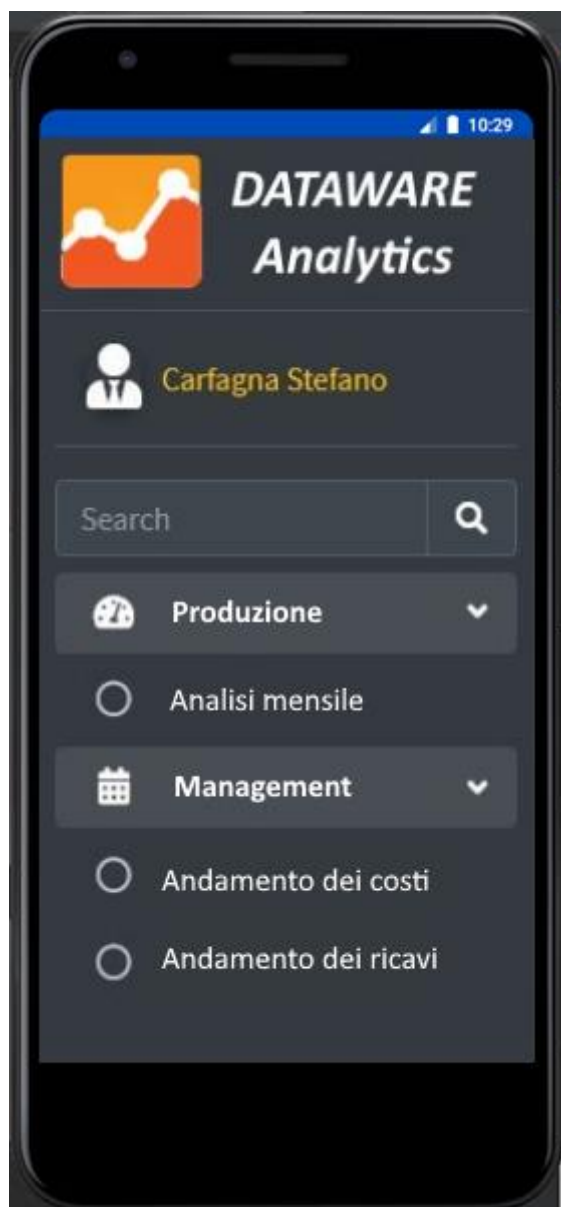 10:29
DATAWARE
Analytics
Carfagna Stefano
Search
Produzione
Analisi mensile
Management
Andamento dei costi
Andamento dei ricavi